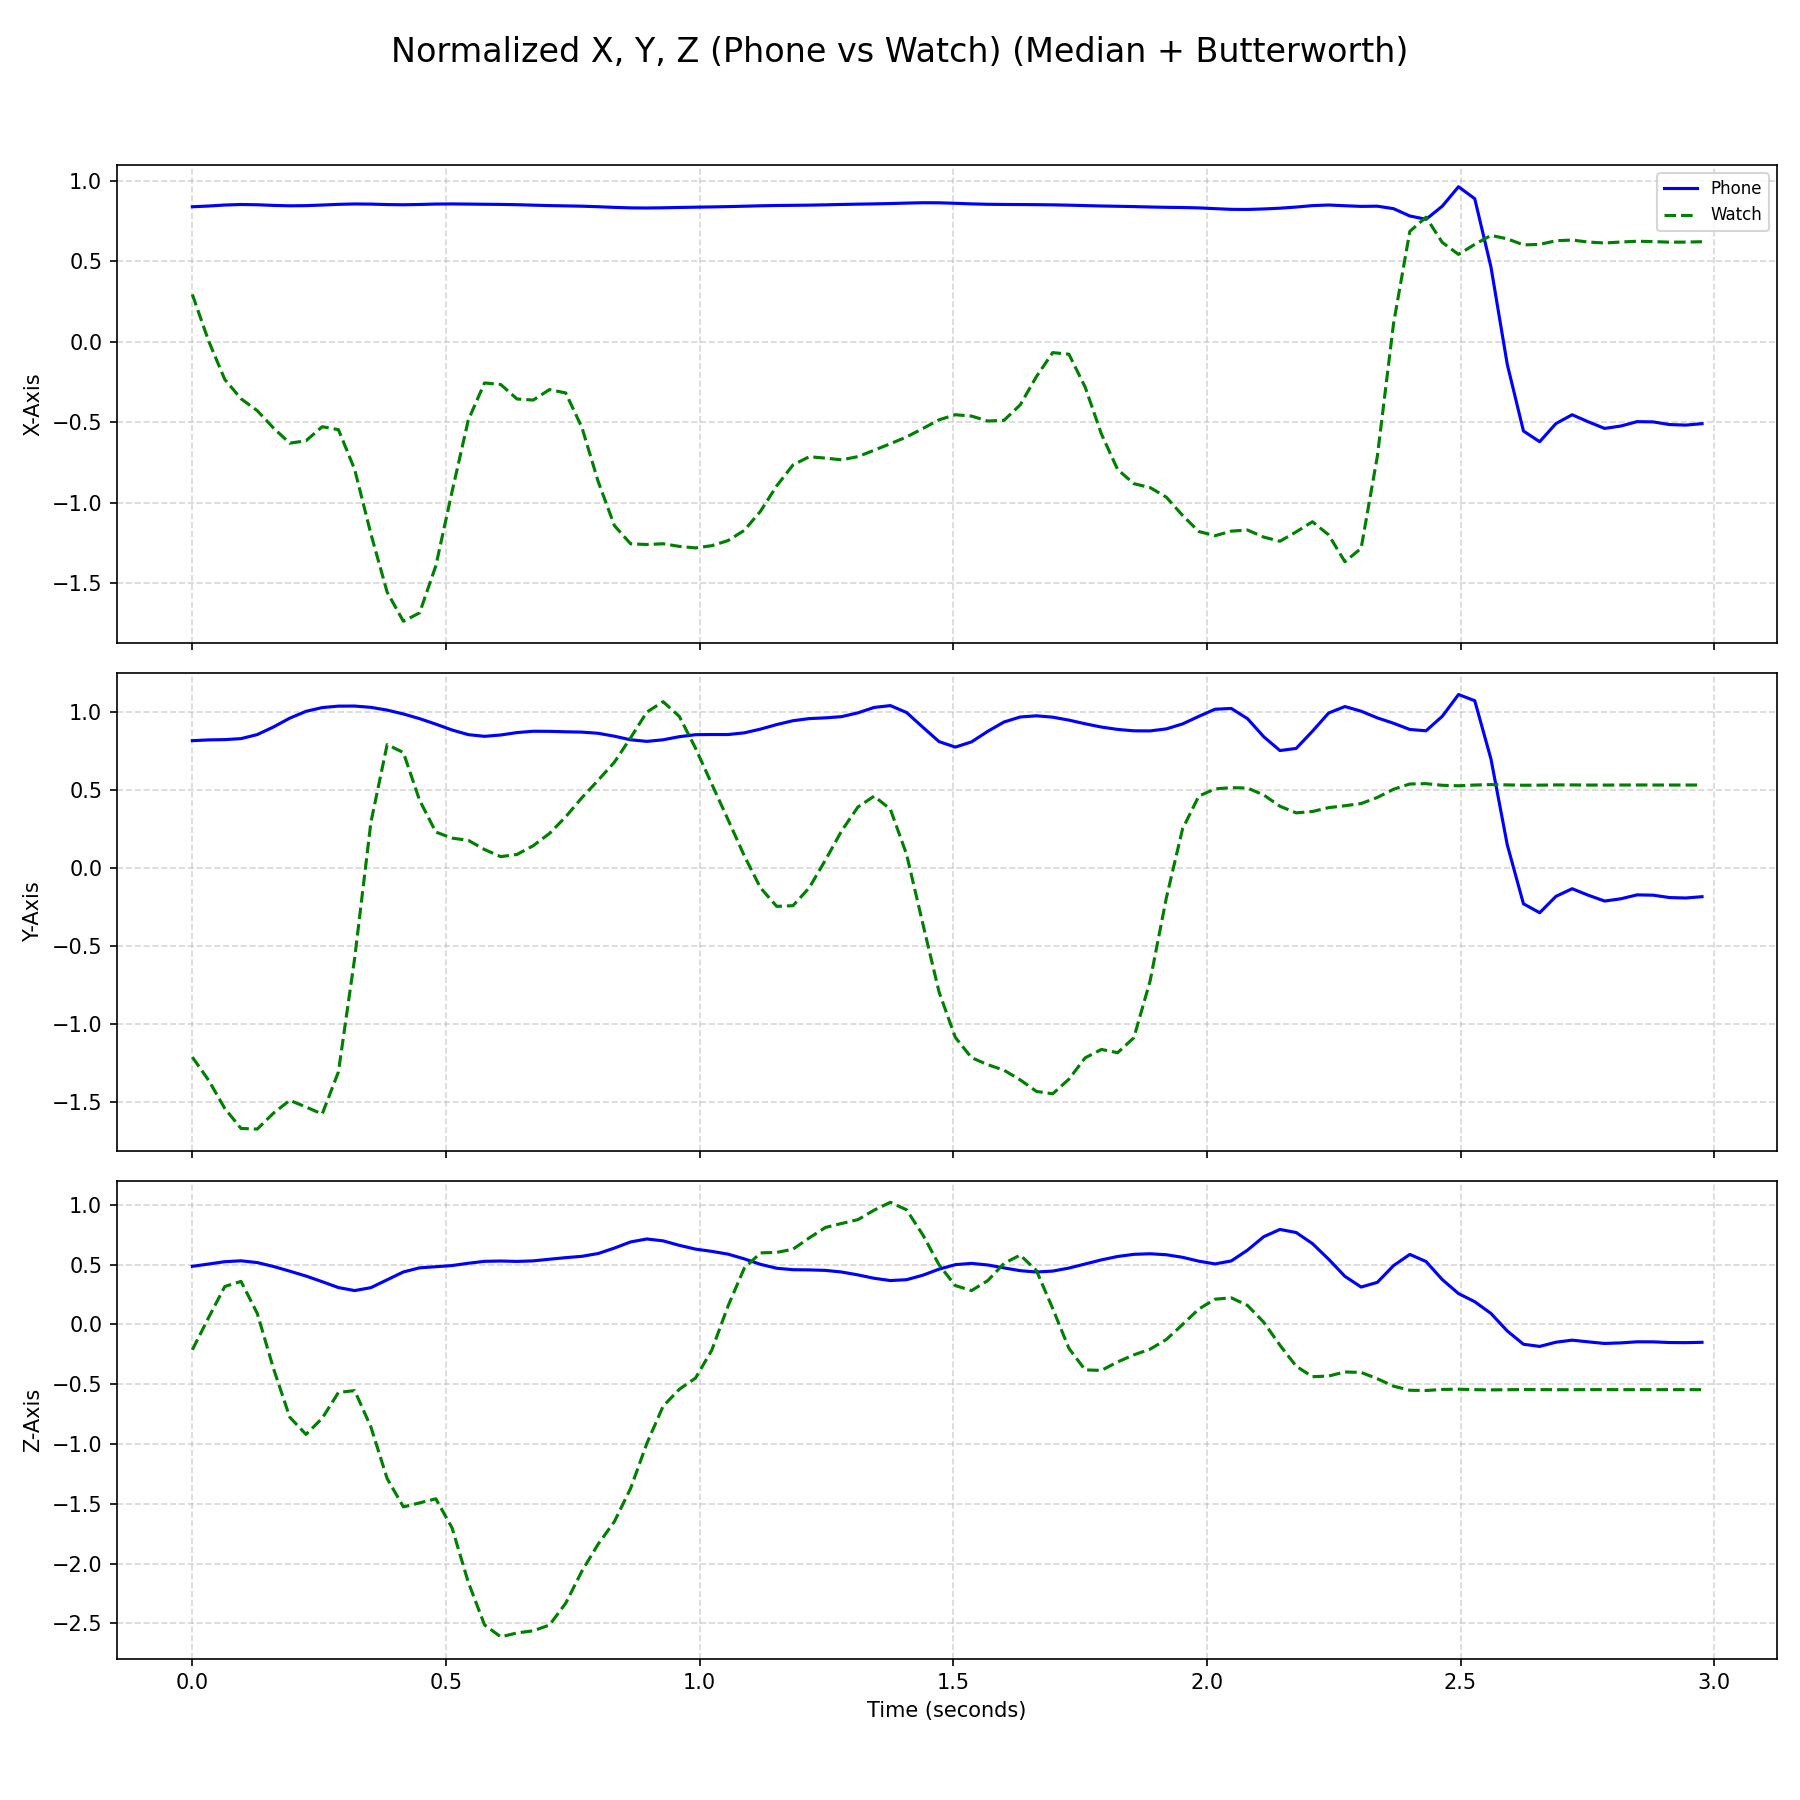 Normalized X, Y, Z (Phone vs Watch) (Median + Butterworth)
Phone
Watch
1.0
0.5
0.0
−0.5
−1.0
−1.5
X-Axis
1.0
0.5
0.0
−0.5
−1.0
−1.5
Y-Axis
1.0
0.5
0.0
−0.5
−1.0
−1.5
−2.0
−2.5
Z-Axis
0.0 0.5 1.0 1.5 2.0 2.5 3.0
Time (seconds)